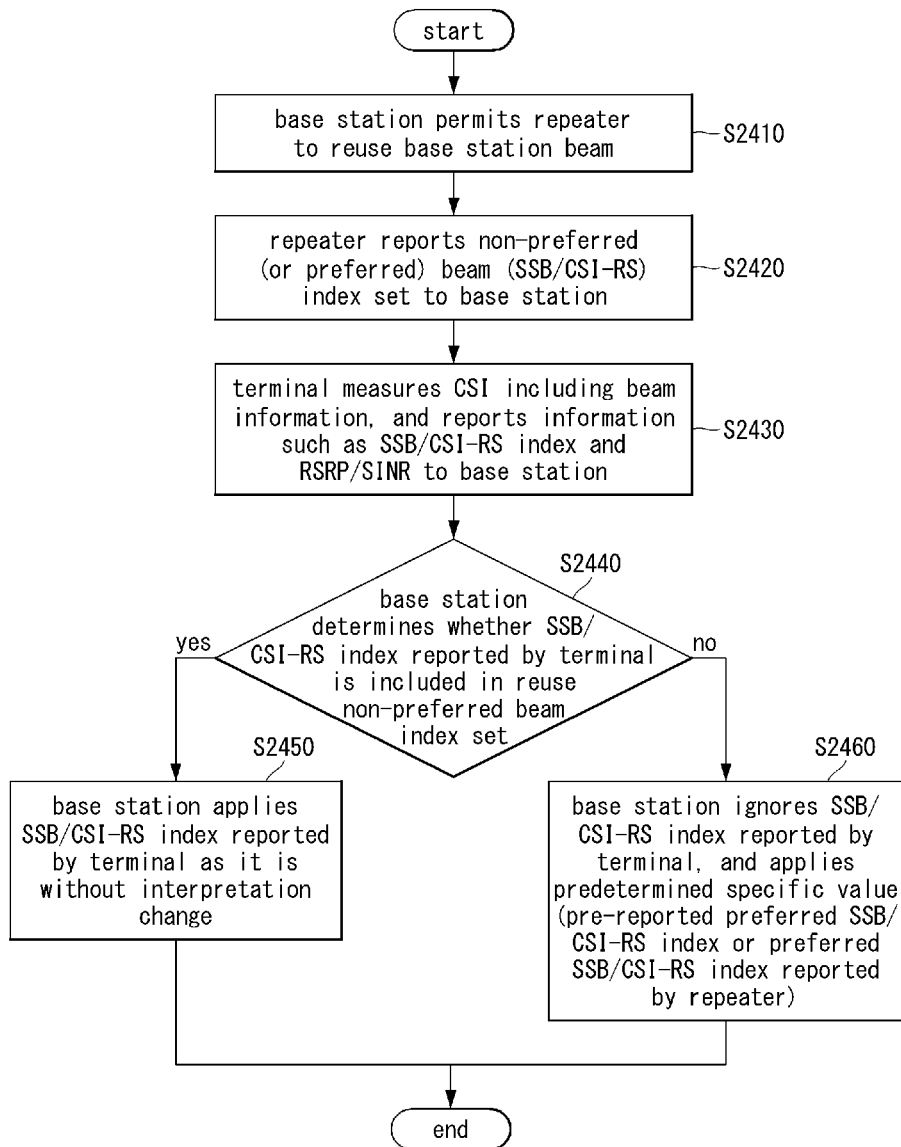 start
base station permits repeater
to reuse base station beam
S2410
repeater reports non-preferred
(or preferred) beam (SSB/CSI-RS)
index set to base station
S2420
terminal measures CSI including beam
information, and reports information
such as SSB/CSI-RS index and
RSRP/SINR to base station
S2430
S2440
base station
determines whether SSB/
CSI-RS index reported by terminal
is included in reuse
non-preferred beam
index set
yes
no
S2450
base station applies
SSB/CSI-RS index reported
by terminal as it is
without interpretation
change
S2460
base station ignores SSB/
CSI-RS index reported by
terminal, and applies
predetermined specific value
(pre-reported preferred SSB/
CSI-RS index or preferred
SSB/CSI-RS index reported
by repeater)
end